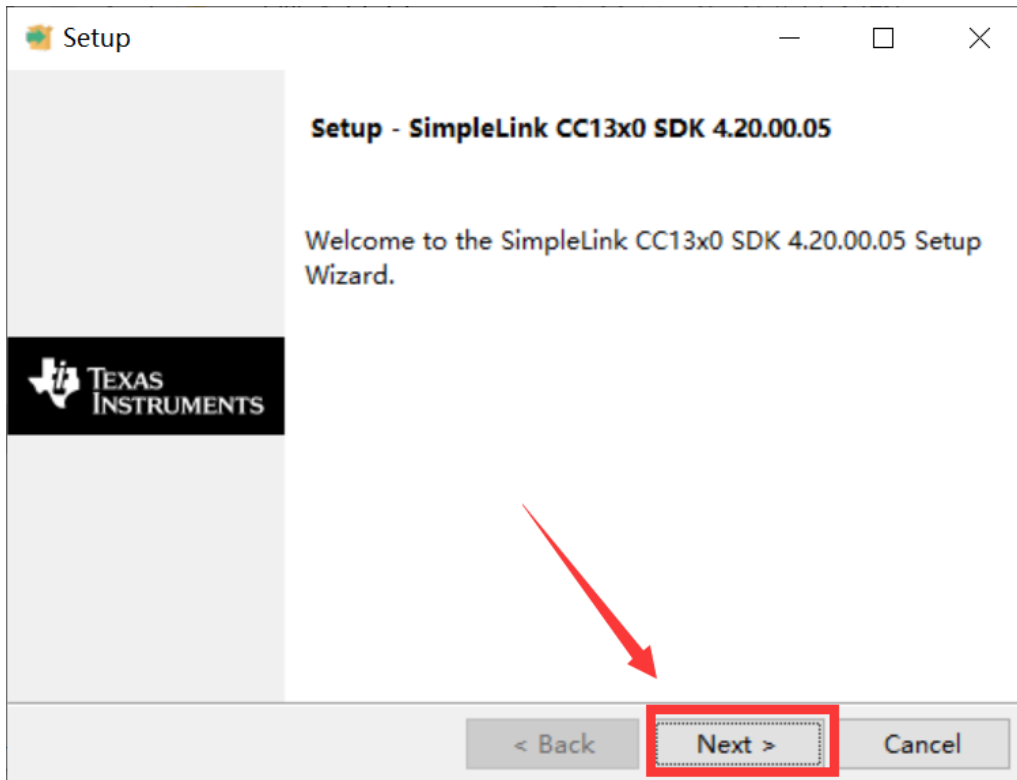 Setup
Setup - SimpleLink CC13x0 SDK 4.20.00.05
Welcome to the SimpleLink CC13x0 SDK 4.20.00.05 Setup
Wizard.
TEXAS
INSTRUMENTS
< Back
Next >
Cancel